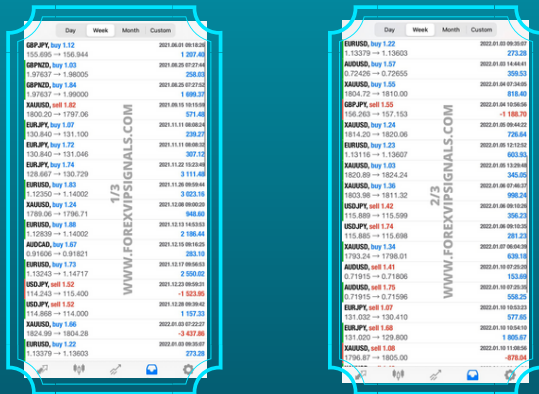 Day Week Month Custom
GBPJPY, buy 1.12 2021.06.01 09:18:20
155.695 → 156.944 1 207.40
GBPNZD, buy 1.03 2021.08.25 07:27:44
1.97637 → 1.98005 258.03
GBPNZD, buy 1.84 2021.08.25 07:27:52
1.97637 → 1.99000 1 699.37
XAUUSD, sell 1.82 2021.09.15 10:15:59
1800.20 → 1797.06 571.48
EURJPY, buy 1.07 2021.11.11 08:08:24
130.840 → 131.100 239.27
EURJPY, buy 1.72 2021.11.11 08:08:32
130.840 → 131.046 307.12
EURJPY, buy 1.74 2021.11.22 15:23:49
128.667 → 130.729 3 111.48
EURUSD, buy 1.83 2021.11.26 09:59:44
1.12350 → 1.14002 3 023.16
XAUUSD, buy 1.24 2021.12.08 09:00:20
1789.06 → 1796.71 948.60
EURUSD, buy 1.88 2021.12.13 14:53:53
1.12839 → 1.14002 2 186.44
AUDCAD, buy 1.67 2021.12.15 09:16:25
0.91606 → 0.91821 283.10
EURUSD, buy 1.73 2021.12.17 09:56:53
1.13243 → 1.14717 2 550.02
USDJPY, sell 1.52 2021.12.23 09:59:31
114.243 → 115.400 -1 523.95
USDJPY, sell 1.52 2021.12.28 09:39:42
114.868 → 114.000 1 157.33
XAUUSD, buy 1.66 2022.01.03 07:22:27
1824.99 → 1804.28 -3 437.86
EURUSD, buy 1.22 2022.01.03 09:35:07
1.13379 → 1.13603 273.28
1/3
WWW.FOREXVIPSIGNALS.COM
Day Week Month Custom
EURUSD, buy 1.22 2022.01.03 09:35:07
1.13379 → 1.13603 273.28
AUDUSD, buy 1.57 2022.01.03 14:44:41
0.72426 → 0.72655 359.53
XAUUSD, buy 1.55 2022.01.04 07:34:05
1804.72 → 1810.00 818.40
GBPJPY, sell 1.55 2022.01.04 10:56:56
156.263 → 157.153 -1 188.70
XAUUSD, buy 1.24 2022.01.05 09:44:22
1814.20 → 1820.06 726.64
EURUSD, buy 1.23 2022.01.05 12:12:52
1.13116 → 1.13607 603.93
XAUUSD, buy 1.03 2022.01.05 13:29:48
1820.89 → 1824.24 345.05
XAUUSD, buy 1.36 2022.01.06 07:46:37
1803.98 → 1811.32 998.24
USDJPY, sell 1.42 2022.01.06 09:10:26
115.889 → 115.599 356.23
USDJPY, sell 1.74 2022.01.06 09:10:35
115.885 → 115.698 281.23
XAUUSD, buy 1.34 2022.01.07 06:04:39
1793.24 → 1798.01 639.18
AUDUSD, sell 1.41 2022.01.10 07:25:29
0.71915 → 0.71806 153.69
AUDUSD, sell 1.75 2022.01.10 07:25:35
0.71915 → 0.71596 558.25
EURJPY, sell 1.07 2022.01.10 10:53:23
131.032 → 130.410 577.65
EURJPY, sell 1.68 2022.01.10 10:54:10
131.020 → 129.800 1 805.67
XAUUSD, sell 1.08 2022.01.10 11:08:56
1796.87 → 1805.00 -878.04
2/3
WWW.FOREXVIPSIGNALS.COM